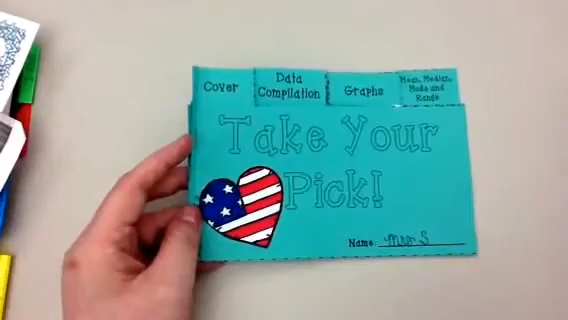 Cover
Data
Compilation
Graphs
Mean, Median,
Mode and
Range
Take Your
Pick!
Name: Mrs. S.